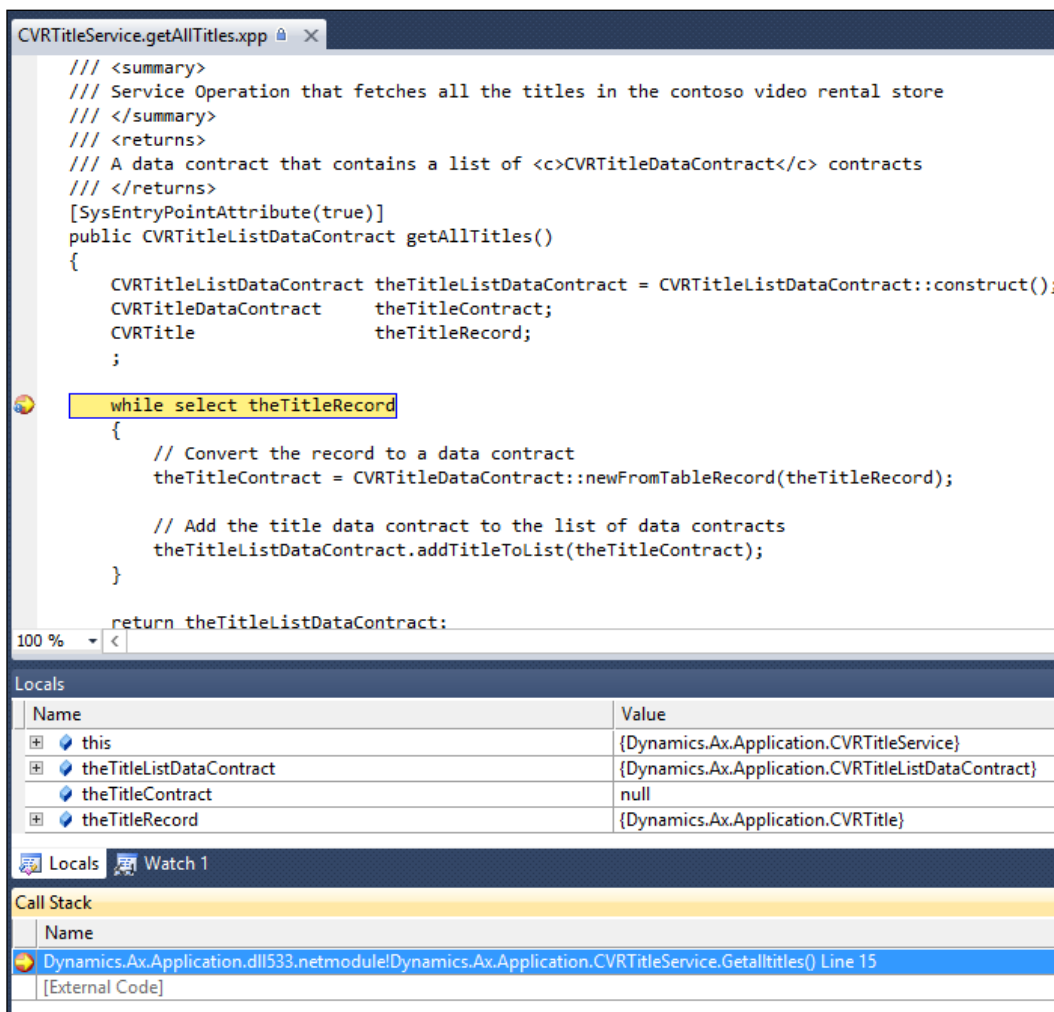 CVRTitleService.getAllTitles.xpp
/// <summary>
/// Service Operation that fetches all the titles in the contoso video rental store
/// </summary>
/// <returns>
/// A data contract that contains a list of <c>CVRTitleDataContract</c> contracts
/// </returns>
[SysEntryPointAttribute(true)]
public CVRTitleListDataContract getAllTitles()
{
CVRTitleListDataContract theTitleListDataContract = CVRTitleListDataContract::construct();
CVRTitleDataContract theTitleContract;
CVRTitle theTitleRecord;
;
while select theTitleRecord
{
// Convert the record to a data contract
theTitleContract = CVRTitleDataContract::newFromTableRecord(theTitleRecord);
// Add the title data contract to the list of data contracts
theTitleListDataContract.addTitleToList(theTitleContract);
}
return theTitleListDataContract;
100 %
Locals
Name Value
this {Dynamics.Ax.Application.CVRTitleService}
theTitleListDataContract {Dynamics.Ax.Application.CVRTitleListDataContract}
theTitleContract null
theTitleRecord {Dynamics.Ax.Application.CVRTitle}
Locals Watch 1
Call Stack
Name
Dynamics.Ax.Application.dll533.netmodule!Dynamics.Ax.Application.CVRTitleService.Getalltitles() Line 15
[External Code]